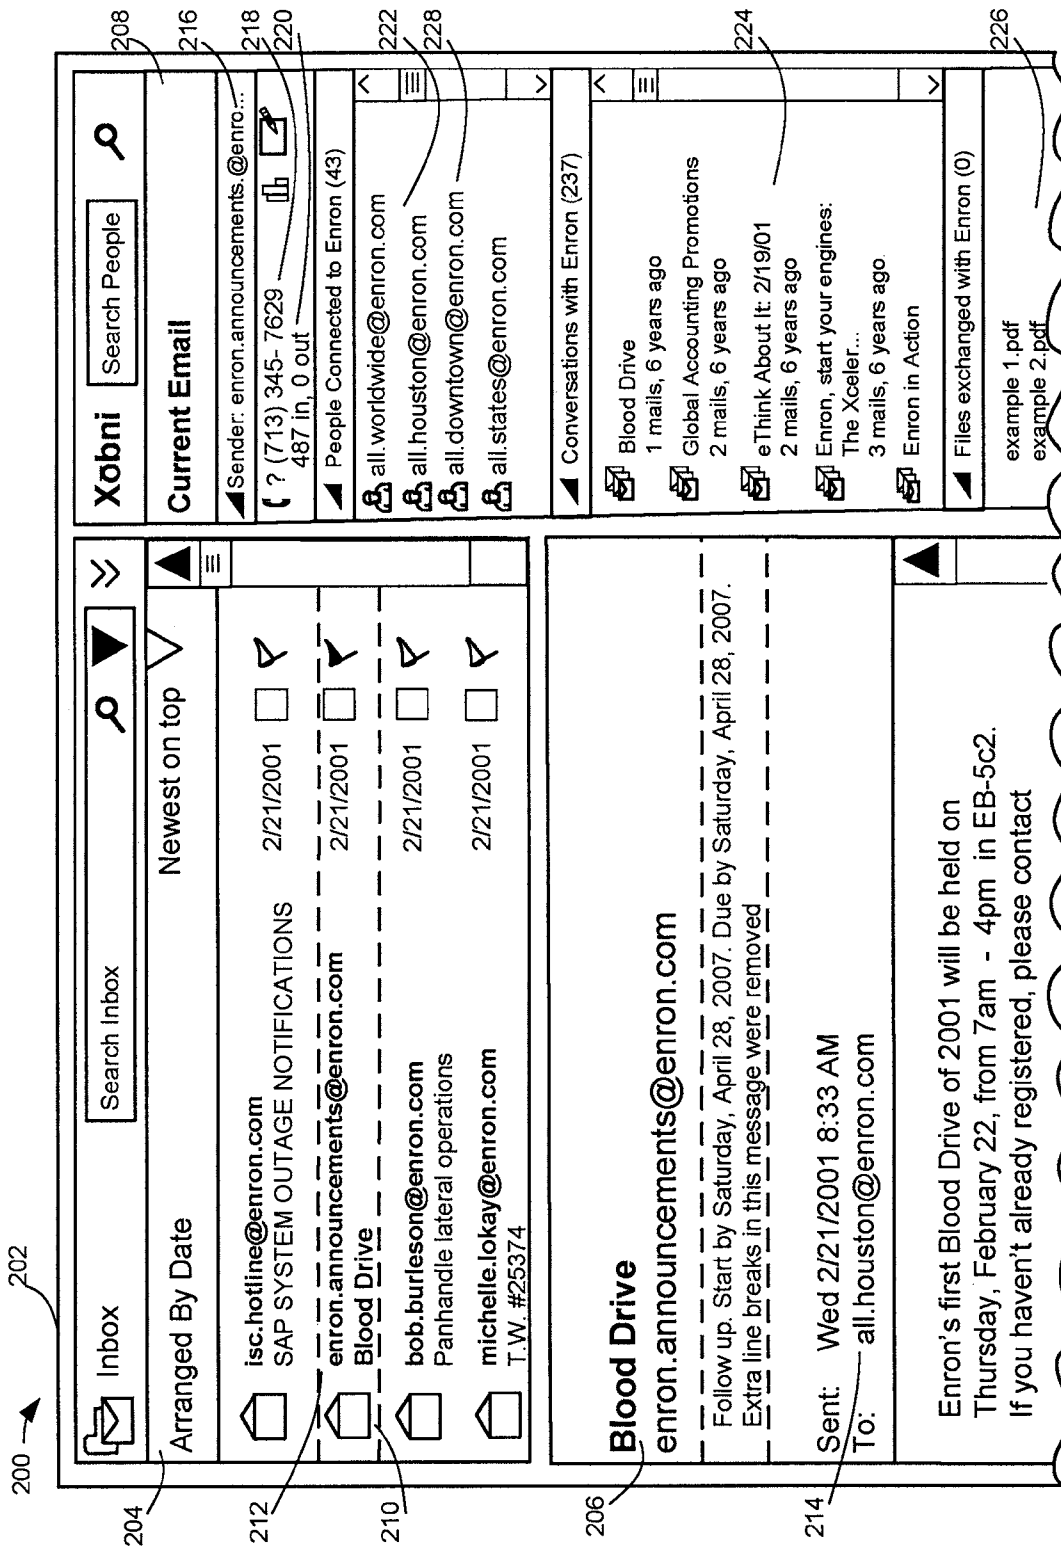 200
202
Inbox
Search Inbox
204
Arranged By Date
Newest on top
isc.hotline@enron.com
2/21/2001
SAP SYSTEM OUTAGE NOTIFICATIONS
212
enron.announcements@enron.com
2/21/2001
Blood Drive
210
bob.burleson@enron.com
2/21/2001
Panhandle lateral operations
michelle.lokay@enron.com
2/21/2001
T.W. #25374
206
Blood Drive
enron.announcements@enron.com
Follow up. Start by Saturday, April 28, 2007. Due by Saturday, April 28, 2007.
Extra line breaks in this message were removed
Sent: Wed 2/21/2001 8:33 AM
To: all.houston@enron.com
214
Enron's first Blood Drive of 2001 will be held on
Thursday, February 22, from 7am - 4pm in EB-5c2.
If you haven't already registered, please contact
Xobni
Search People
208
Current Email
216
Sender: enron.announcements.@enro...
218
? (713) 345- 7629
220
487 in, 0 out
People Connected to Enron (43)
all.worldwide@enron.com
222
all.houston@enron.com
228
all.downtown@enron.com
all.states@enron.com
Conversations with Enron (237)
Blood Drive
1 mails, 6 years ago
Global Accounting Promotions
2 mails, 6 years ago
224
eThink About It: 2/19/01
2 mails, 6 years ago
Enron, start your engines:
The Xceler...
3 mails, 6 years ago.
Enron in Action
Files exchanged with Enron (0)
226
example 1.pdf
example 2.pdf